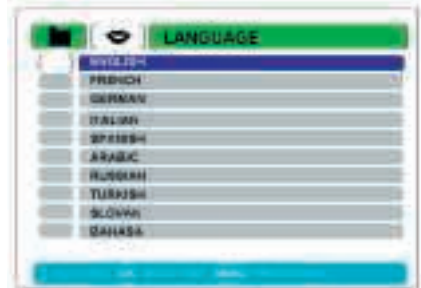 LANGUAGE
ENGLISH
FRENCH
GERMAN
ITALIAN
SPANISH
ARABIC
RUSSIAN
TURKISH
SLOVAK
BAHASA